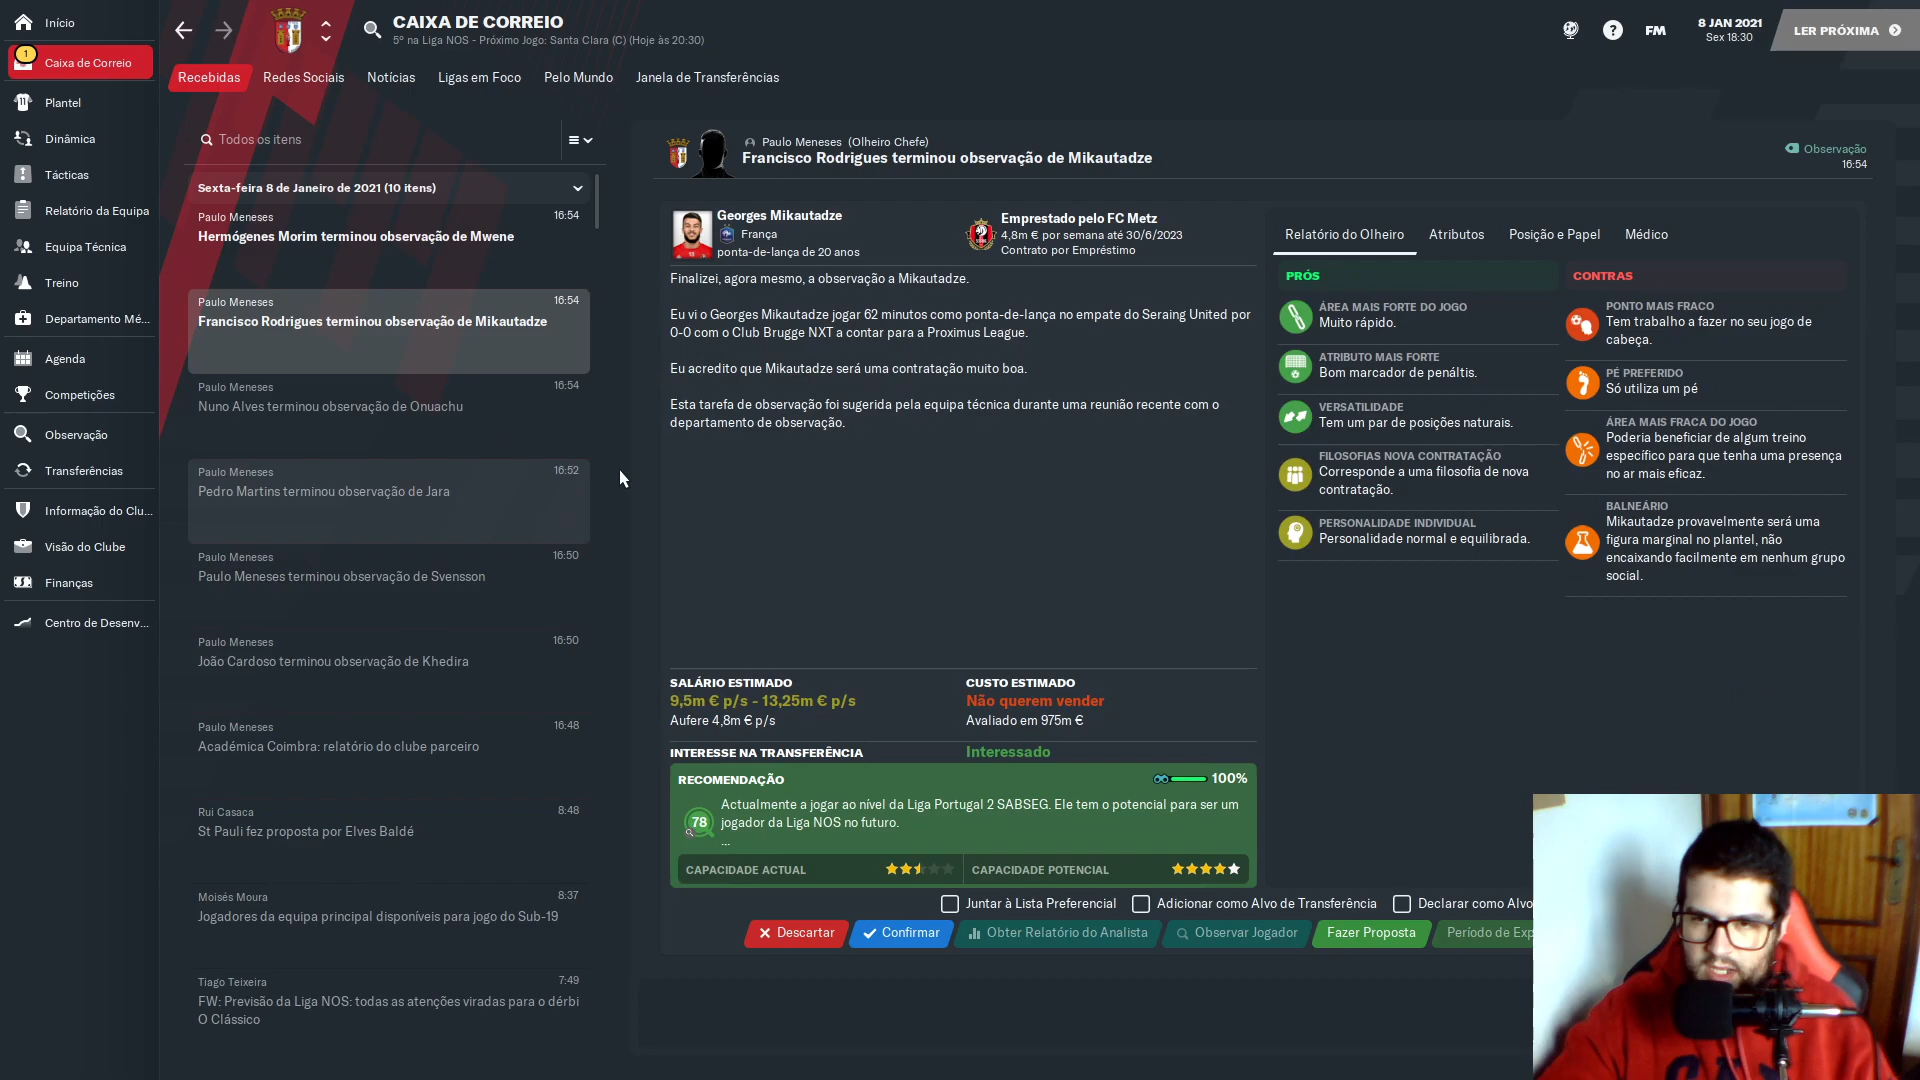 Início
1
Caixa de Correio
Plantel
Dinâmica
Tácticas
Relatório da Equipa
Equipa Técnica
Treino
Departamento Mé...
Agenda
Competições
Observação
Transferências
Informação do Clu...
Visão do Clube
Finanças
Centro de Desenv...
CAIXA DE CORREIO
5º na Liga NOS - Próximo Jogo: Santa Clara (C) (Hoje às 20:30)
FM
8 JAN 2021
Sex 18:30
LER PRÓXIMA
Recebidas
Redes Sociais
Notícias
Ligas em Foco
Pelo Mundo
Janela de Transferências
Todos os itens
Sexta-feira 8 de Janeiro de 2021 (10 itens)
Paulo Meneses 16:54
Hermógenes Morim terminou observação de Mwene
Paulo Meneses 16:54
Francisco Rodrigues terminou observação de Mikautadze
Paulo Meneses 16:54
Nuno Alves terminou observação de Onuachu
Paulo Meneses 16:52
Pedro Martins terminou observação de Jara
Paulo Meneses 16:50
Paulo Meneses terminou observação de Svensson
Paulo Meneses 16:50
João Cardoso terminou observação de Khedira
Paulo Meneses 16:48
Académica Coimbra: relatório do clube parceiro
Rui Casaca 8:48
St Pauli fez proposta por Elves Baldé
Moisés Moura 8:37
Jogadores da equipa principal disponíveis para jogo do Sub-19
Tiago Teixeira 7:49
FW: Previsão da Liga NOS: todas as atenções viradas para o dérbi
O Clássico
Paulo Meneses (Olheiro Chefe)
Francisco Rodrigues terminou observação de Mikautadze
Observação
16:54
Georges Mikautadze
França
ponta-de-lança de 20 anos
Emprestado pelo FC Metz
4,8m € por semana até 30/6/2023
Contrato por Empréstimo
Finalizei, agora mesmo, a observação a Mikautadze.
Eu vi o Georges Mikautadze jogar 62 minutos como ponta-de-lança no empate do Seraing United por
0-0 com o Club Brugge NXT a contar para a Proximus League.
Eu acredito que Mikautadze será uma contratação muito boa.
Esta tarefa de observação foi sugerida pela equipa técnica durante uma reunião recente com o
departamento de observação.
SALÁRIO ESTIMADO
9,5m € p/s - 13,25m € p/s
Aufere 4,8m € p/s
CUSTO ESTIMADO
Não querem vender
Avaliado em 975m €
INTERESSE NA TRANSFERÊNCIA
Interessado
RECOMENDAÇÃO
100%
78
Actualmente a jogar ao nível da Liga Portugal 2 SABSEG. Ele tem o potencial para ser um
jogador da Liga NOS no futuro.
...
CAPACIDADE ACTUAL
CAPACIDADE POTENCIAL
Relatório do Olheiro
Atributos
Posição e Papel
Médico
PRÓS
ÁREA MAIS FORTE DO JOGO
Muito rápido.
ATRIBUTO MAIS FORTE
Bom marcador de penáltis.
VERSATILIDADE
Tem um par de posições naturais.
FILOSOFIAS NOVA CONTRATAÇÃO
Corresponde a uma filosofia de nova
contratação.
PERSONALIDADE INDIVIDUAL
Personalidade normal e equilibrada.
CONTRAS
PONTO MAIS FRACO
Tem trabalho a fazer no seu jogo de
cabeça.
PÉ PREFERIDO
Só utiliza um pé
ÁREA MAIS FRACA DO JOGO
Poderia beneficiar de algum treino
específico para que tenha uma presença
no ar mais eficaz.
BALNEÁRIO
Mikautadze provavelmente será uma
figura marginal no plantel, não
encaixando facilmente em nenhum grupo
social.
Juntar à Lista Preferencial
Adicionar como Alvo de Transferência
Declarar como Alvo
Descartar
Confirmar
Obter Relatório do Analista
Observar Jogador
Fazer Proposta
Período de Exp